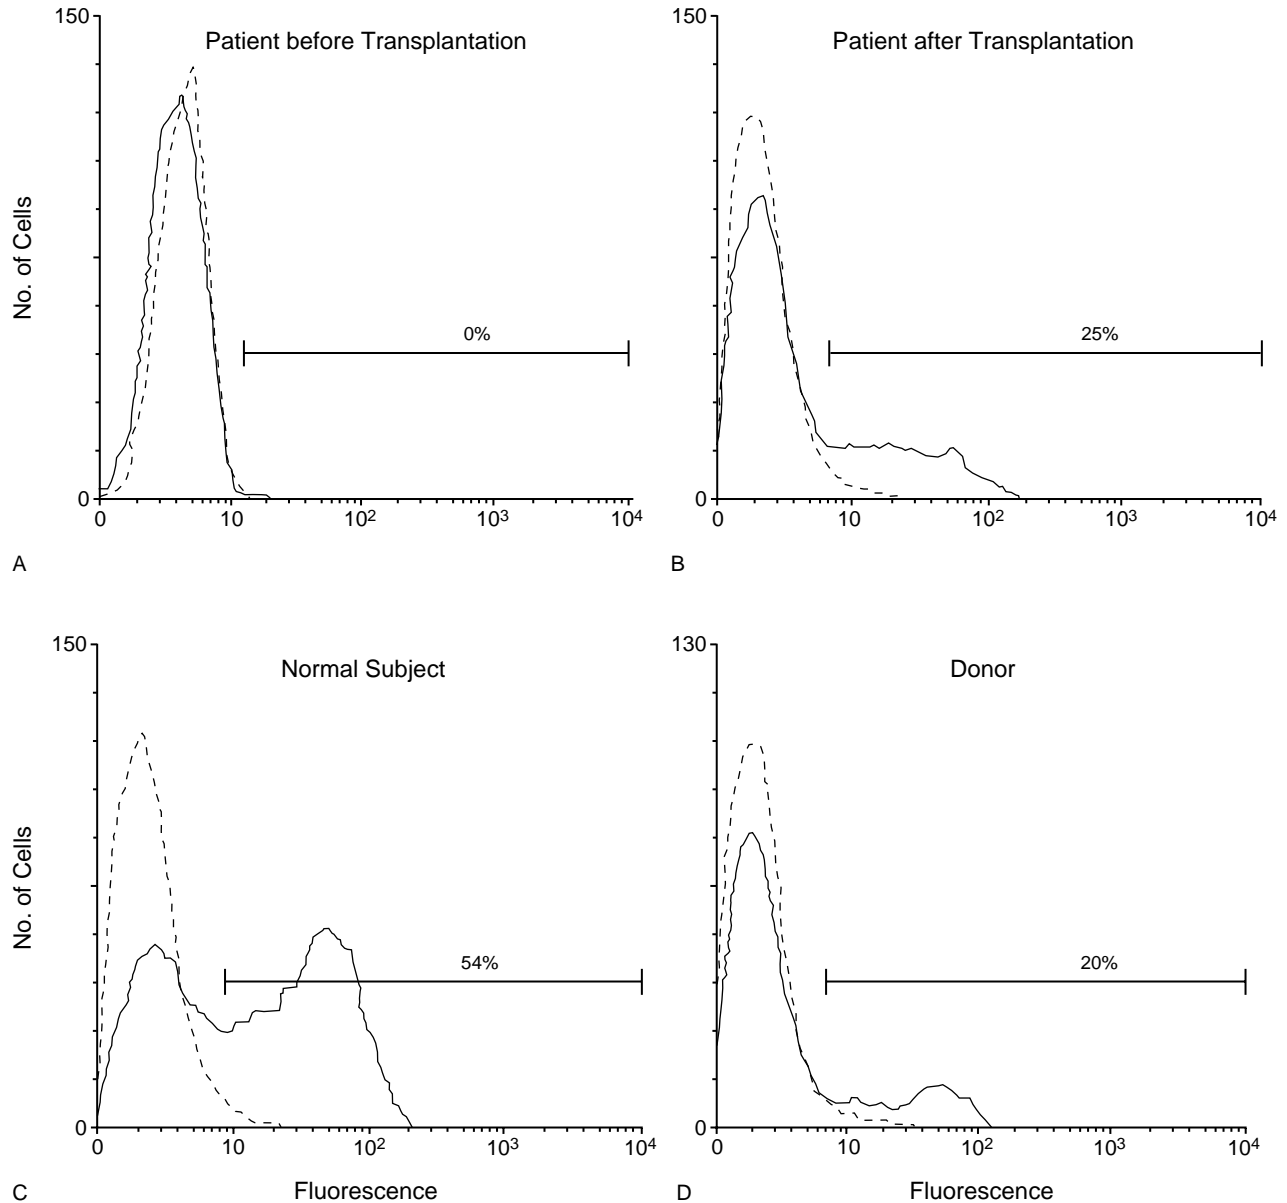 150
Patient before Transplantation
No. of Cells
0%
0
0 10 10² 10³ 10⁴
A
150
Patient after Transplantation
25%
0
0 10 10² 10³ 10⁴
B
150
Normal Subject
No. of Cells
54%
0
0 10 10² 10³ 10⁴
Fluorescence
C
130
Donor
20%
0
0 10 10² 10³ 10⁴
Fluorescence
D